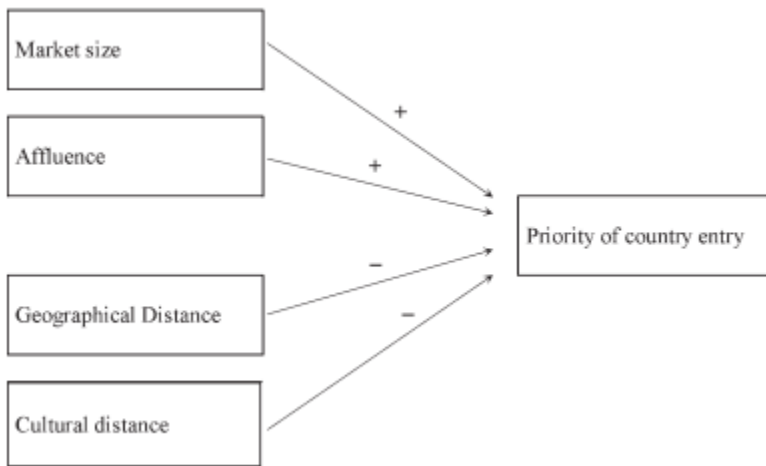 Market size
+
Affluence
+
Priority of country entry
−
Geographical Distance
−
Cultural distance